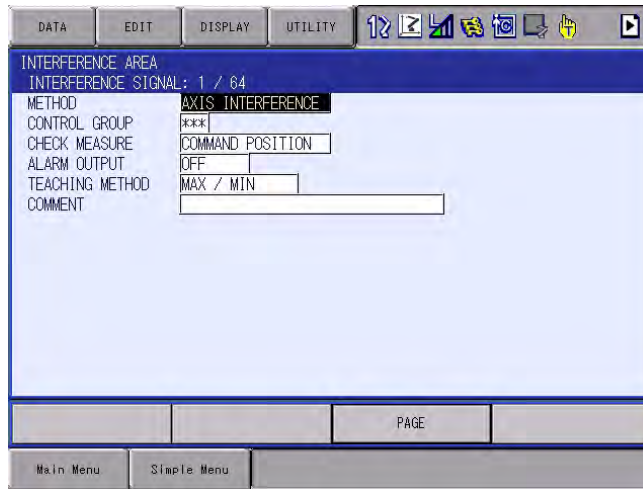 DATA EDIT DISPLAY UTILITY
INTERFERENCE AREA
INTERFERENCE SIGNAL: 1 / 64
METHOD AXIS INTERFERENCE
CONTROL GROUP ***
CHECK MEASURE COMMAND POSITION
ALARM OUTPUT OFF
TEACHING METHOD MAX / MIN
COMMENT
PAGE
Main Menu Simple Menu